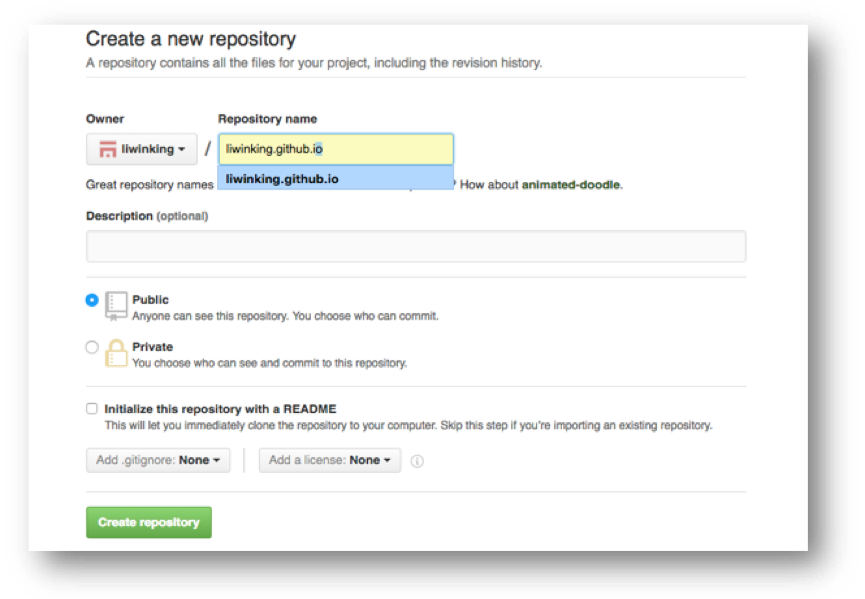 Create a new repository
A repository contains all the files for your project, including the revision history.
Owner Repository name
liwinking / liwinking.github.io
liwinking.github.io
Great repository names ? How about animated-doodle.
Description (optional)
Public
Anyone can see this repository. You choose who can commit.
Private
You choose who can see and commit to this repository.
Initialize this repository with a README
This will let you immediately clone the repository to your computer. Skip this step if you're importing an existing repository.
Add .gitignore: None Add a license: None
Create repository